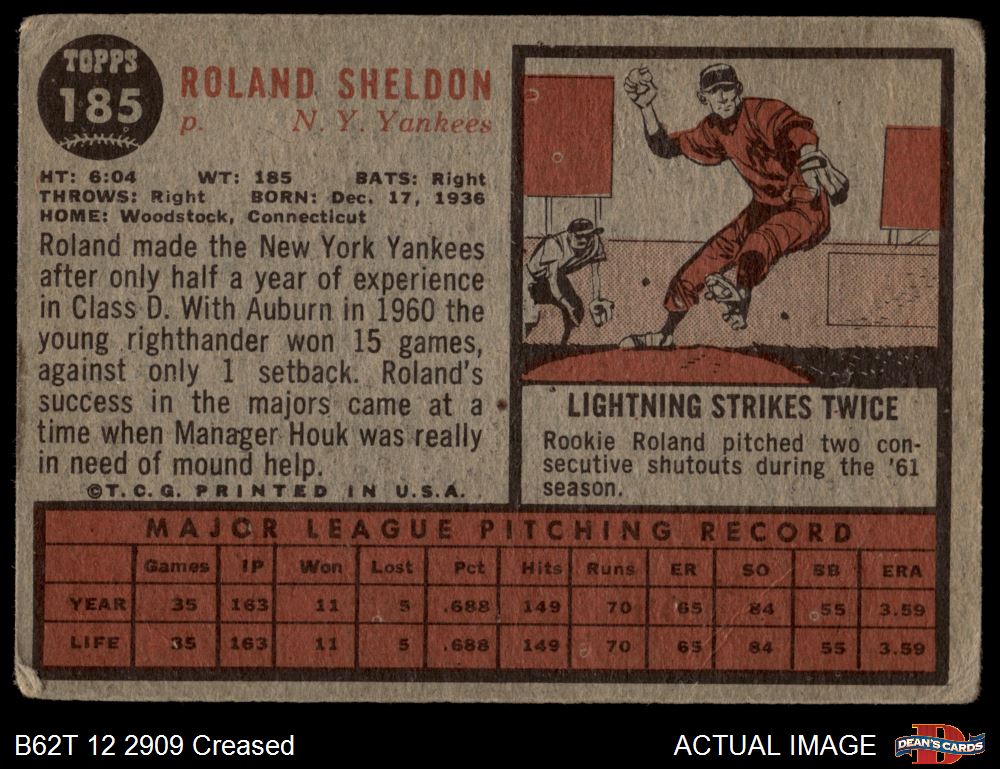 TOPPS
185
ROLAND SHELDON
p. N. Y. Yankees
HT: 6:04 WT: 185 BATS: Right
THROWS: Right BORN: Dec. 17, 1936
HOME: Woodstock, Connecticut
Roland made the New York Yankees
after only half a year of experience
in Class D. With Auburn in 1960 the
young righthander won 15 games,
against only 1 setback. Roland's
success in the majors came at a
time when Manager Houk was really
in need of mound help.
©T.C.G. PRINTED IN U.S.A.
LIGHTNING STRIKES TWICE
Rookie Roland pitched two con-
secutive shutouts during the '61
season.
MAJOR LEAGUE PITCHING RECORD
Games IP Won Lost Pct Hits Runs ER SO BB ERA
YEAR 35 163 11 5 .688 149 70 65 84 55 3.59
LIFE 35 163 11 5 .688 149 70 65 84 55 3.59
B62T 12 2909 Creased
ACTUAL IMAGE
D
DEAN'S CARDS